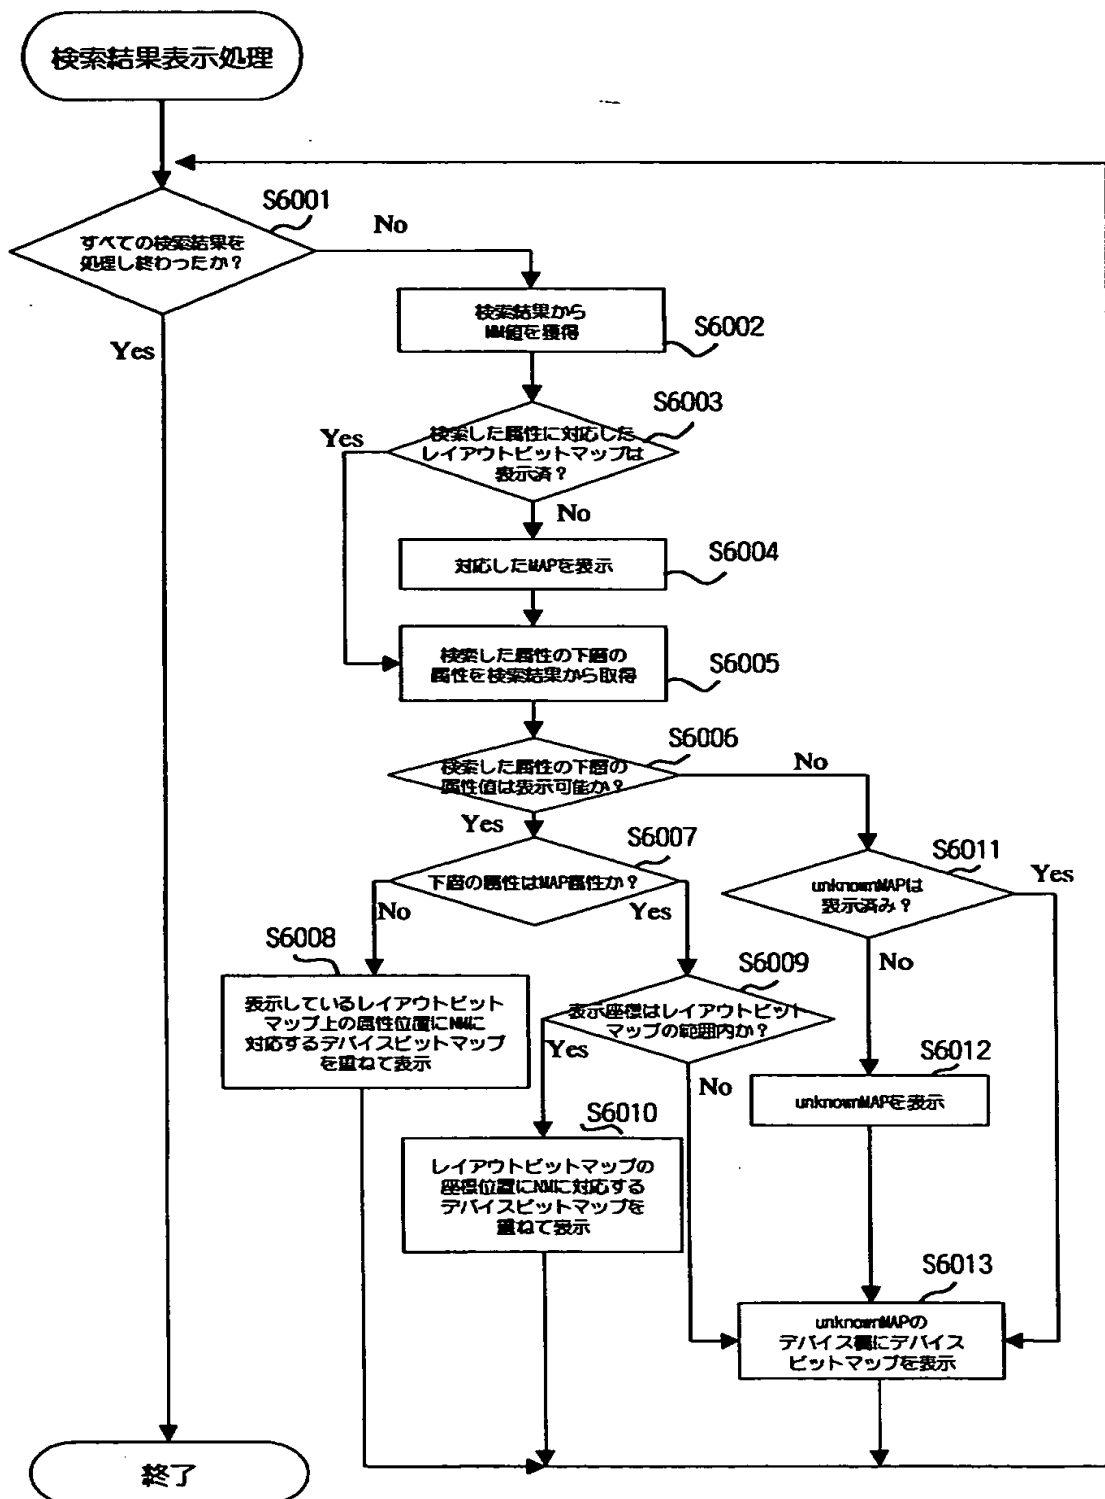 検索結果表示処理
S6001
すべての検索結果を
処理し終わったか？
No
Yes
検索結果から
NM値を獲得
S6002
S6003
検索した属性に対応した
レイアウトビットマップは
表示済？
Yes
No
対応したMAPを表示
S6004
検索した属性の下層の
属性を検索結果から取得
S6005
S6006
検索した属性の下層の
属性値は表示可能か？
No
Yes
S6007
下層の属性はMAP属性か？
No
Yes
S6011
unknownMAPは
表示済み？
Yes
No
S6008
表示しているレイアウトビット
マップ上の属性位置にNMに
対応するデバイスビットマップ
を重ねて表示
S6009
表示座標はレイアウトビット
マップの範囲内か？
Yes
No
S6012
unknownMAPを表示
S6010
レイアウトビットマップの
座標位置にNMに対応する
デバイスビットマップを
重ねて表示
S6013
unknownMAPの
デバイス欄にデバイス
ビットマップを表示
終了